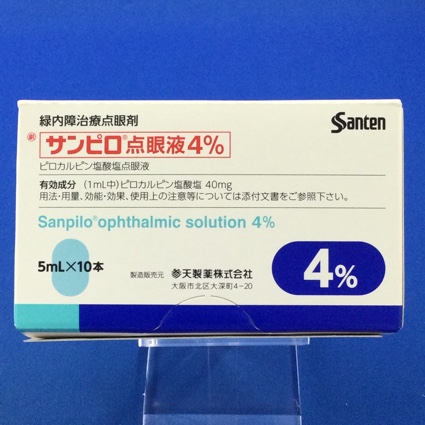 緑内障治療点眼剤
Santen
劇 サンピロ®点眼液4%
ピロカルピン塩酸塩点眼液
有効成分 (1mL中)ピロカルピン塩酸塩 40mg
用法・用量、効能・効果、使用上の注意等については添付文書をご参照下さい。
Sanpilo®ophthalmic solution 4%
5mL×10本
製造販売元 参天製薬株式会社
大阪市北区大深町4-20
4%